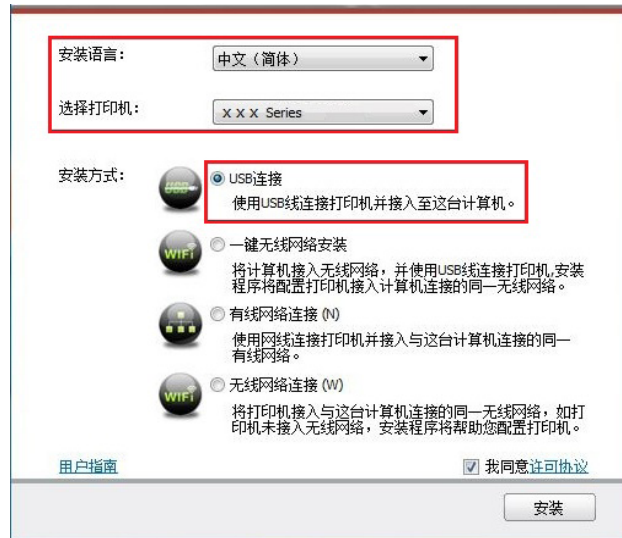 安装语言： 中文（简体）
选择打印机： X X X Series
安装方式： USB USB连接
使用USB线连接打印机并接入至这台计算机。
WiFi 一键无线网络安装
将计算机接入无线网络，并使用USB线连接打印机,安装
程序将配置打印机接入计算机连接的同一无线网络。
有线网络连接 (N)
使用网线连接打印机并接入与这台计算机连接的同一
有线网络。
WiFi 无线网络连接 (W)
将打印机接入与这台计算机连接的同一无线网络，如打
印机未接入无线网络，安装程序将帮助您配置打印机。
用户指南 我同意许可协议
安装